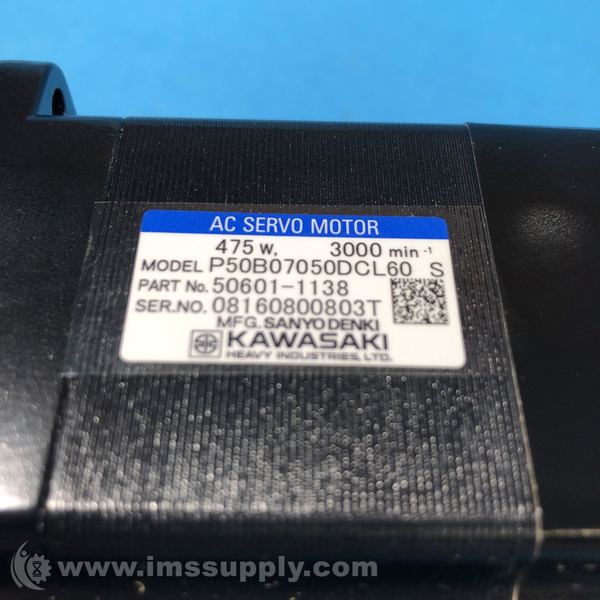 AC SERVO MOTOR
475 W, 3000 min⁻¹
MODEL P50B07050DCL60 S
PART No. 50601-1138
SER.NO. 08160800803T
MFG. SANYO DENKI
KAWASAKI
HEAVY INDUSTRIES, LTD.
www.imssupply.com